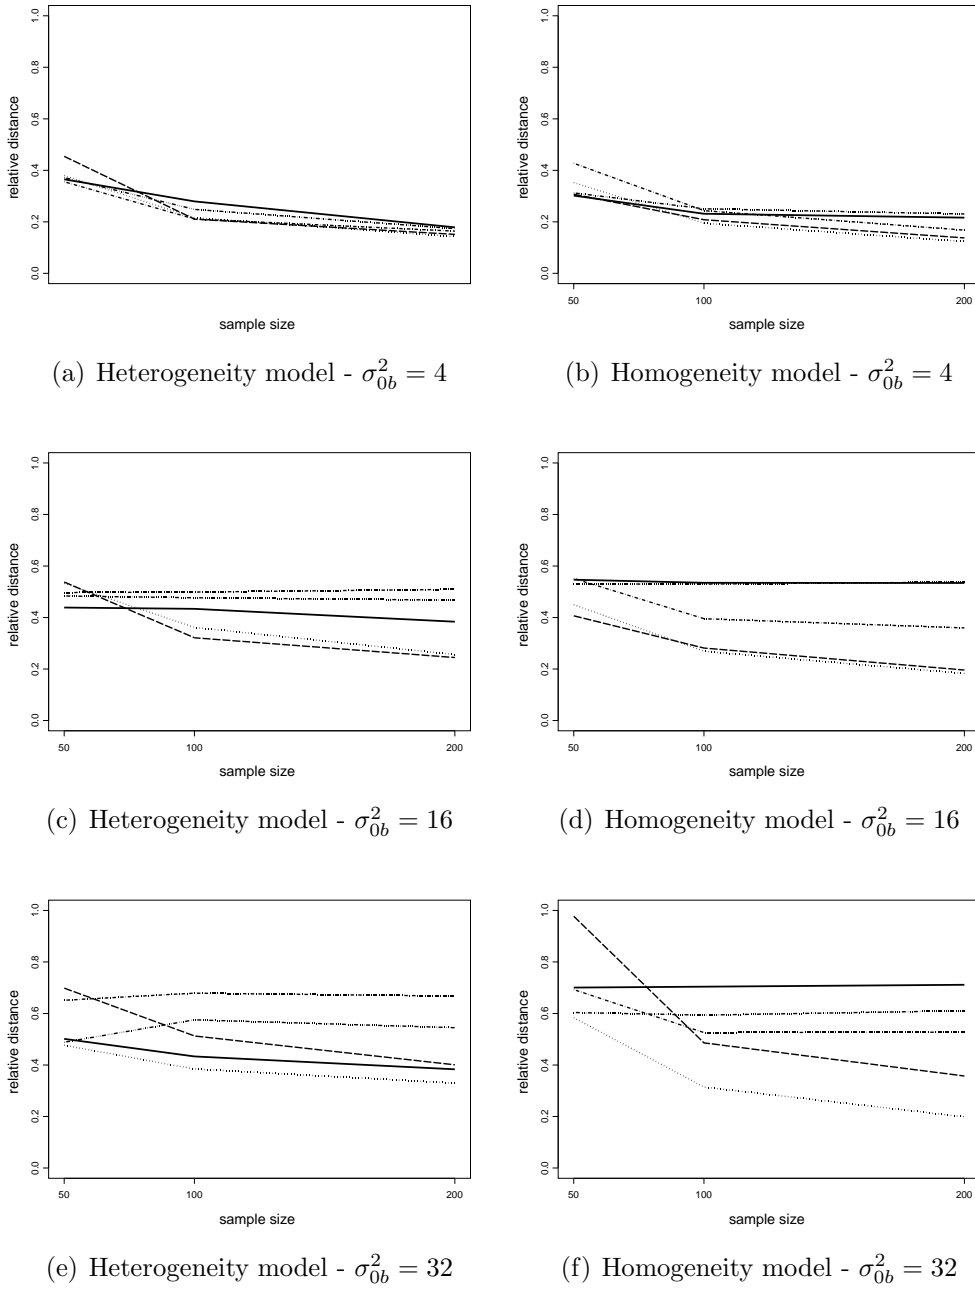 1.0
1.0
0.8
0.8
relative distance
0.6
relative distance
0.6
0.4
0.4
0.2
0.2
0.0
0.0
50 100 200
sample size
sample size
(a) Heterogeneity model - σ²₀b = 4
(b) Homogeneity model - σ²₀b = 4
1.0
1.0
0.8
0.8
relative distance
0.6
relative distance
0.6
0.4
0.4
0.2
0.2
0.0
0.0
50 100 200
50 100 200
sample size
sample size
(c) Heterogeneity model - σ²₀b = 16
(d) Homogeneity model - σ²₀b = 16
1.0
1.0
0.8
0.8
relative distance
0.6
relative distance
0.6
0.4
0.4
0.2
0.2
0.0
0.0
50 100 200
50 100 200
sample size
sample size
(e) Heterogeneity model - σ²₀b = 32
(f) Homogeneity model - σ²₀b = 32